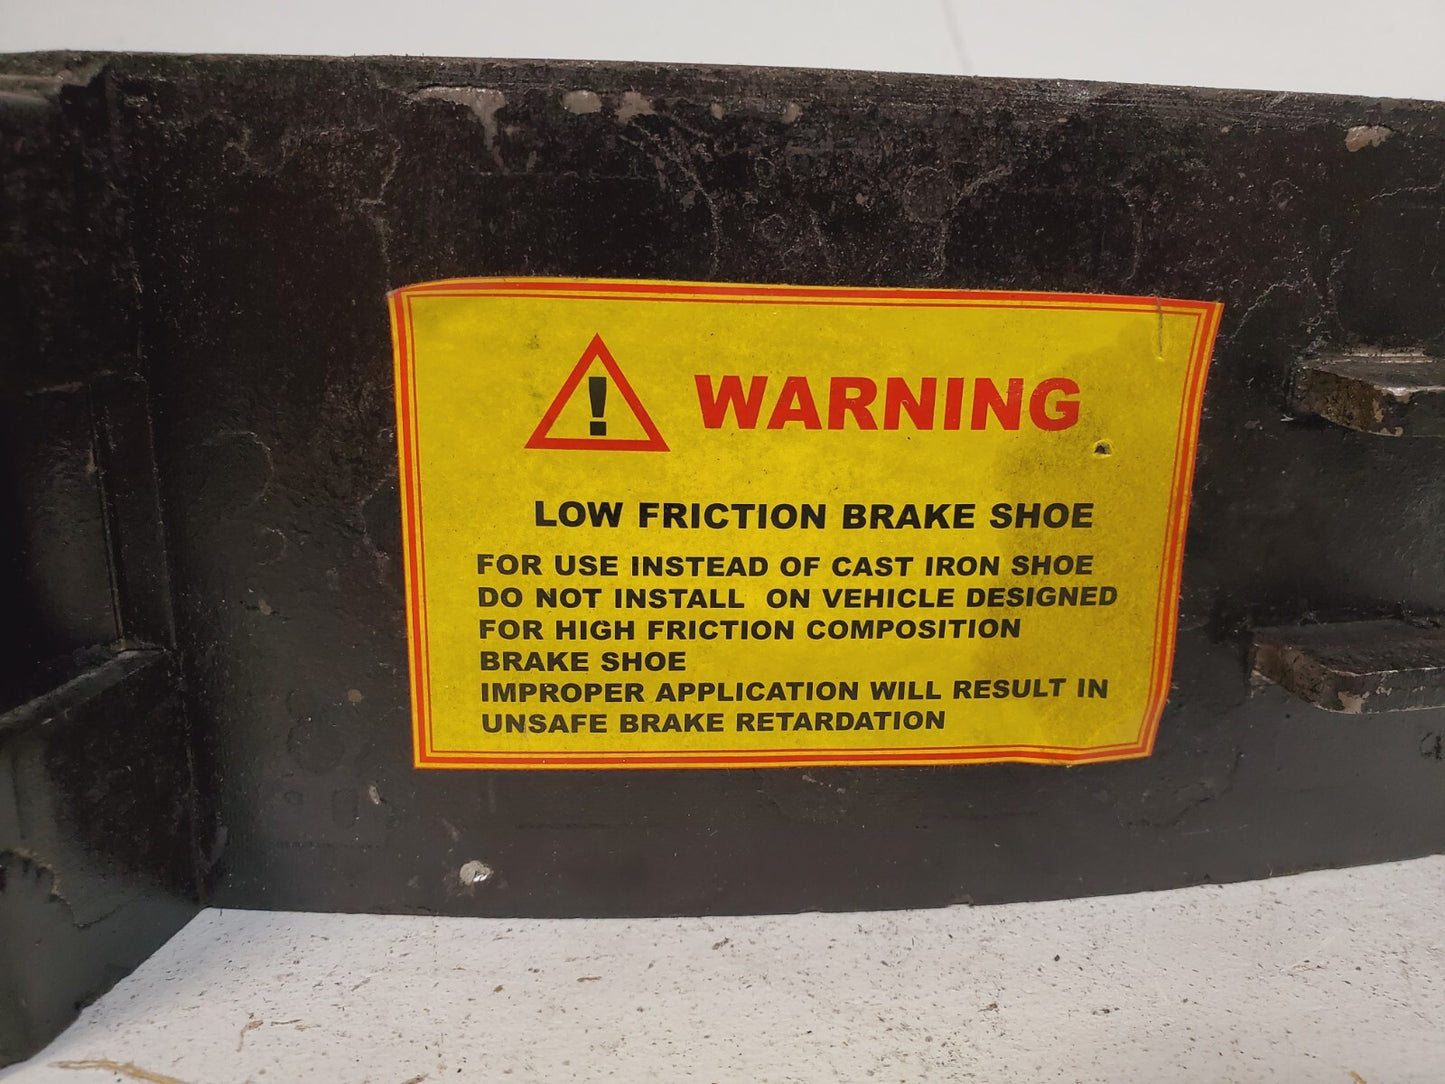 WARNING
LOW FRICTION BRAKE SHOE
FOR USE INSTEAD OF CAST IRON SHOE
DO NOT INSTALL ON VEHICLE DESIGNED
FOR HIGH FRICTION COMPOSITION
BRAKE SHOE
IMPROPER APPLICATION WILL RESULT IN
UNSAFE BRAKE RETARDATION